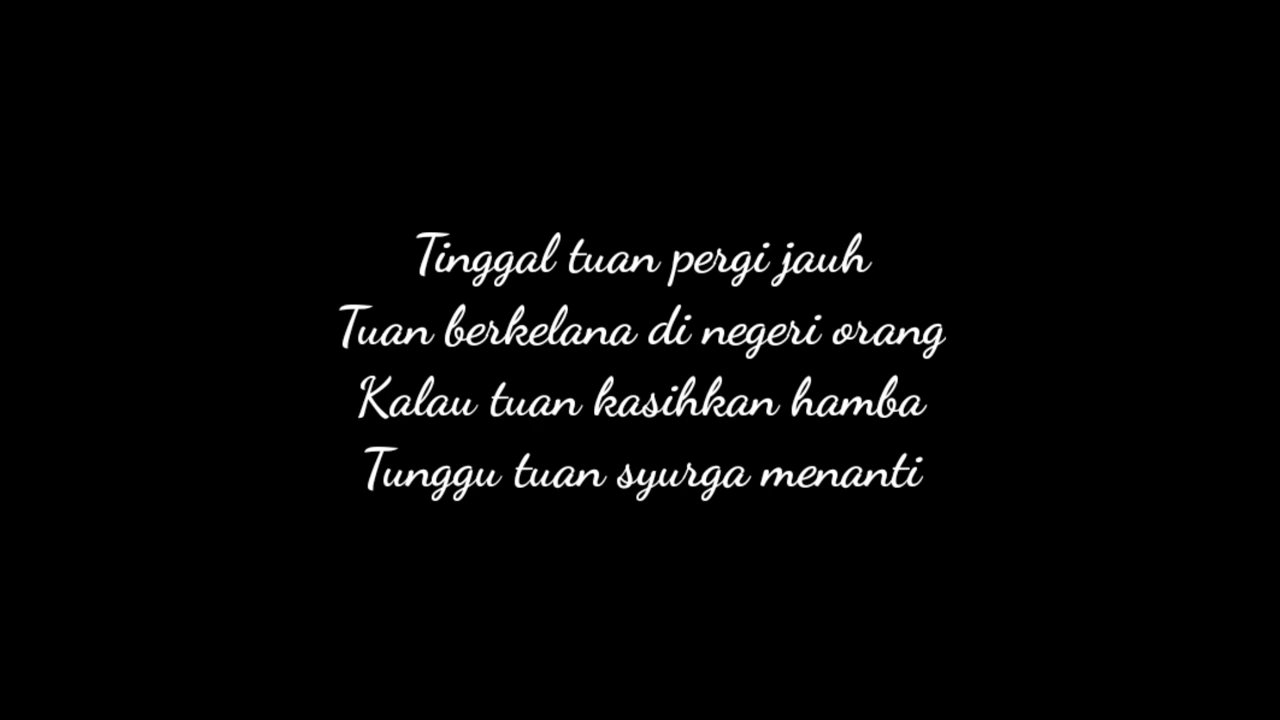 Tinggal tuan pergi jauh
Tuan berkelana di negeri orang
Kalau tuan kasihkan hamba
Tunggu tuan syurga menanti